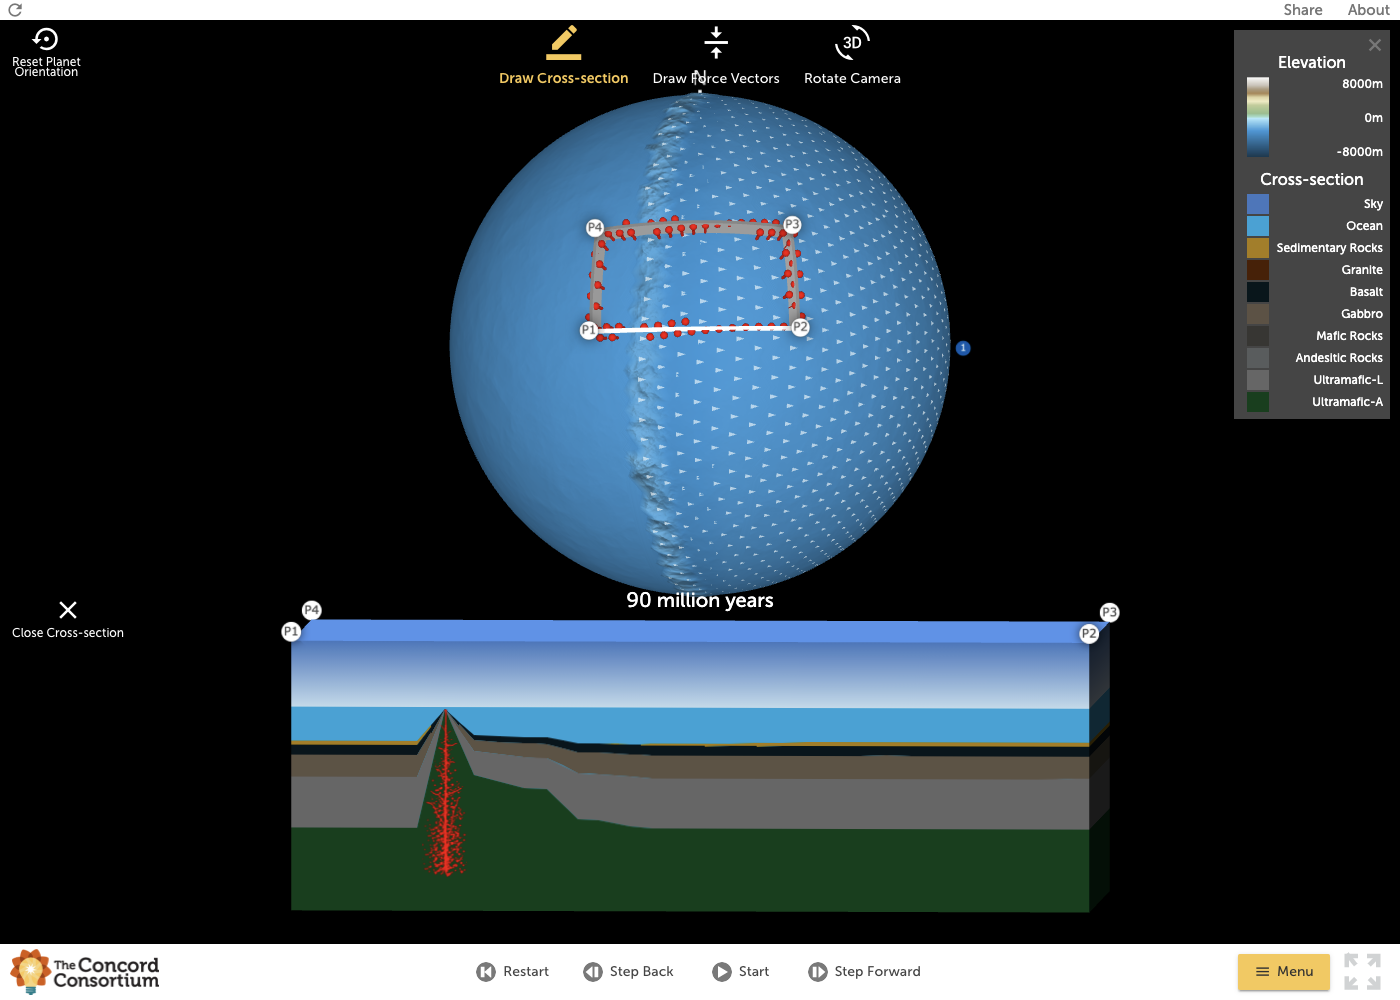 Share
About
Reset Planet
Orientation
Draw Cross-section
Draw Force Vectors
3D
Rotate Camera
N
Elevation
8000m
0m
-8000m
Cross-section
Sky
Ocean
Sedimentary Rocks
Granite
Basalt
Gabbro
Mafic Rocks
Andesitic Rocks
Ultramafic-L
Ultramafic-A
P4
P3
P1
P2
1
90 million years
Close Cross-section
P4
P3
P1
P2
The Concord
Consortium
Restart
Step Back
Start
Step Forward
Menu